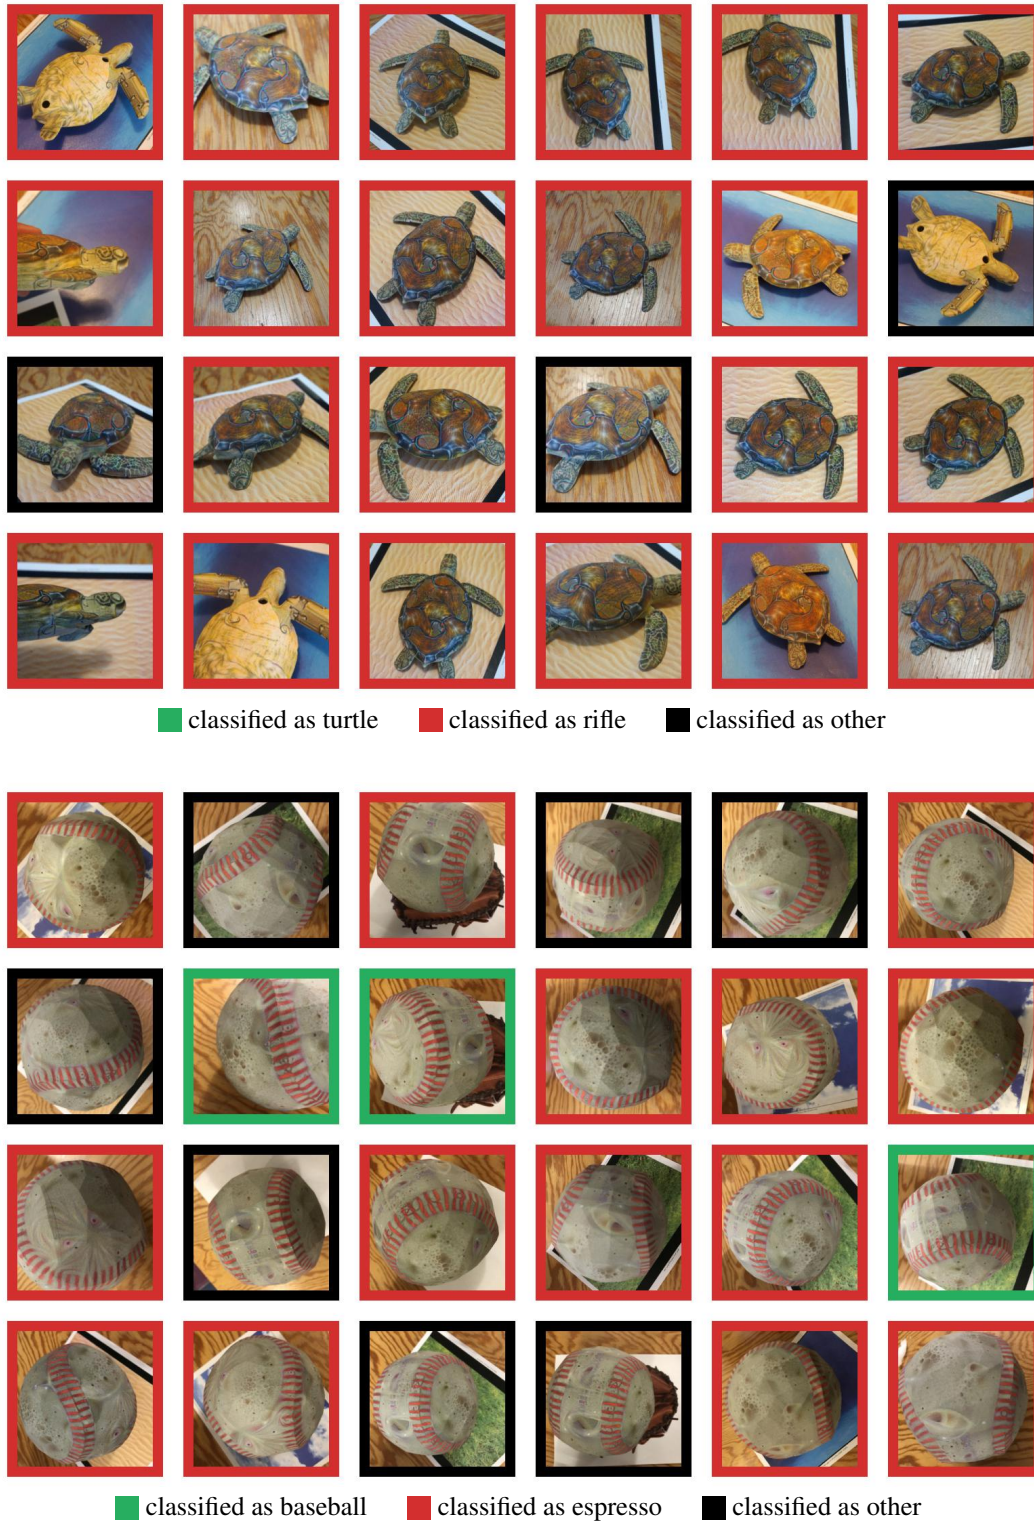 classified as turtle classified as rifle classified as other
classified as baseball classified as espresso classified as other